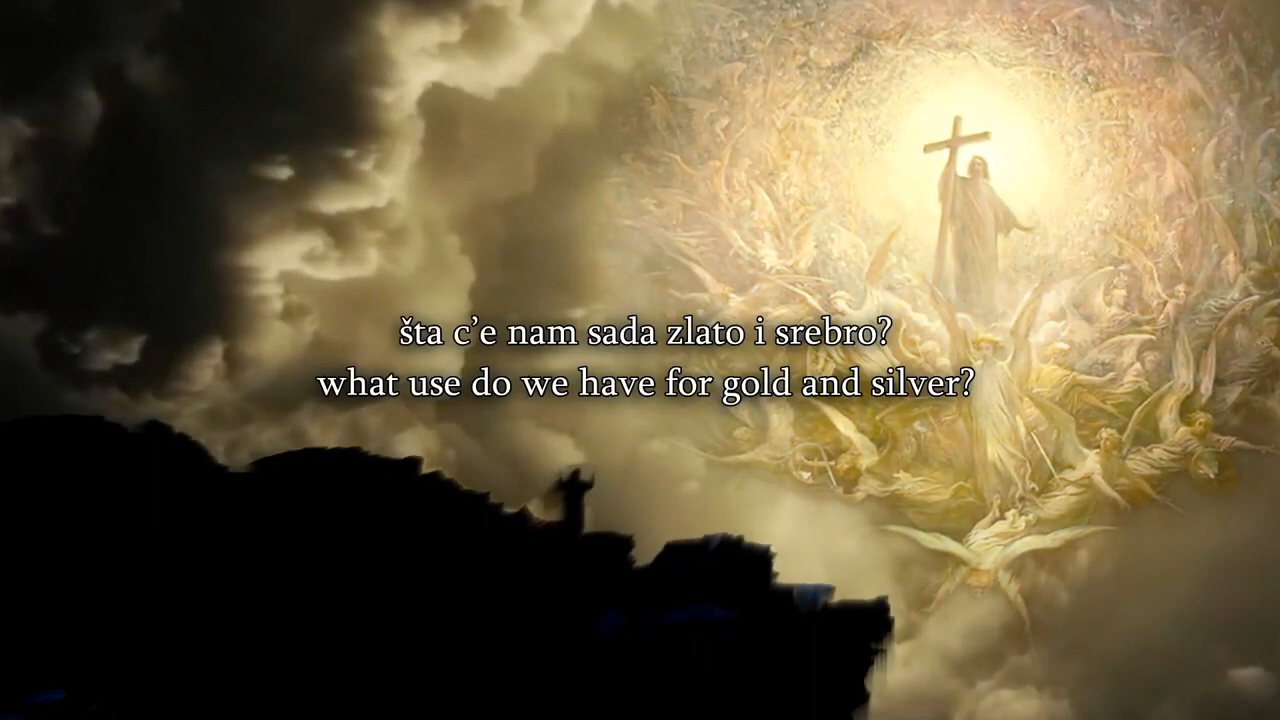 šta c’e nam sada zlato i srebro?
what use do we have for gold and silver?